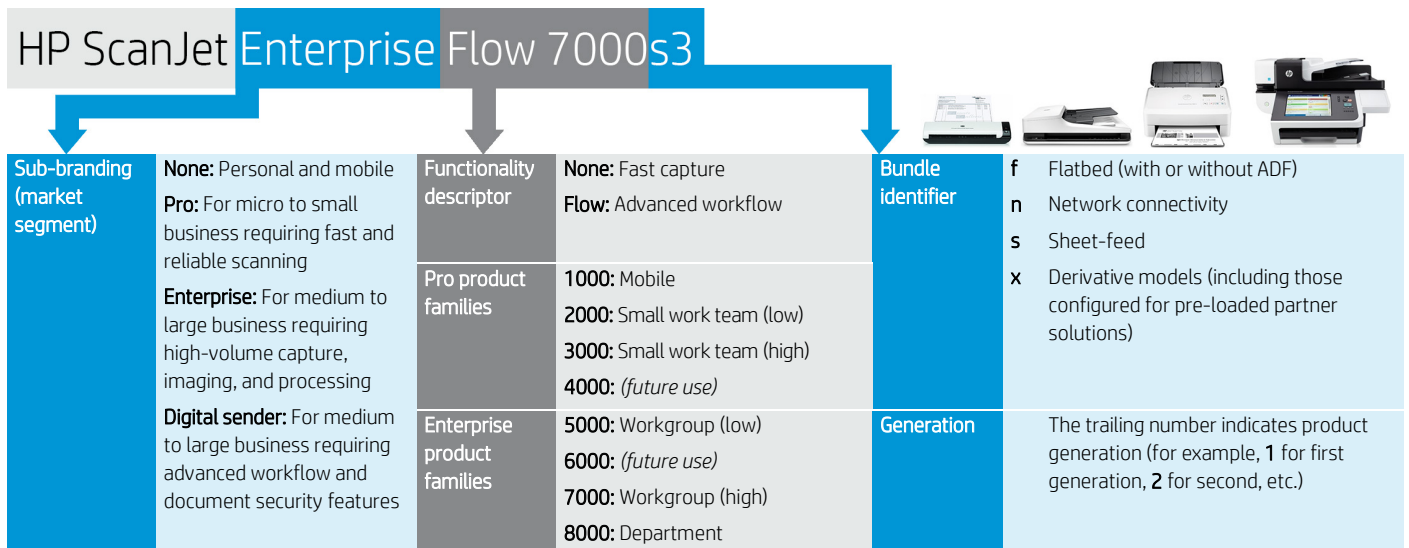 HP ScanJet Enterprise Flow 7000s3
Sub-branding
(market
segment)
None: Personal and mobile
Pro: For micro to small
business requiring fast and
reliable scanning
Enterprise: For medium to
large business requiring
high-volume capture,
imaging, and processing
Digital sender: For medium
to large business requiring
advanced workflow and
document security features
Functionality
descriptor
None: Fast capture
Flow: Advanced workflow
Pro product
families
1000: Mobile
2000: Small work team (low)
3000: Small work team (high)
4000: (future use)
Enterprise
product
families
5000: Workgroup (low)
6000: (future use)
7000: Workgroup (high)
8000: Department
Bundle
identifier
f Flatbed (with or without ADF)
n Network connectivity
s Sheet-feed
x Derivative models (including those
configured for pre-loaded partner
solutions)
Generation
The trailing number indicates product
generation (for example, 1 for first
generation, 2 for second, etc.)